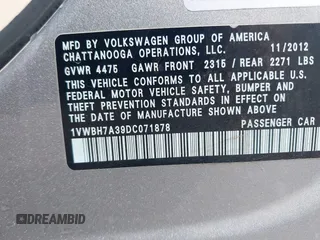 MFD BY VOLKSWAGEN GROUP OF AMERICA
CHATTANOOGA OPERATIONS, LLC. 11/2012
GVWR 4475 GAWR FRONT 2315 / REAR 2271 LBS
THIS VEHICLE CONFORMS TO ALL APPLICABLE U.S.
FEDERAL MOTOR VEHICLE SAFETY, BUMPER AND
THEFT PREVENTION STANDARDS IN EFFECT ON THE
DATE OF MANUFACTURE SHOWN ABOVE.
1VWBH7A39DC071878 PASSENGER CAR
DREAMBID